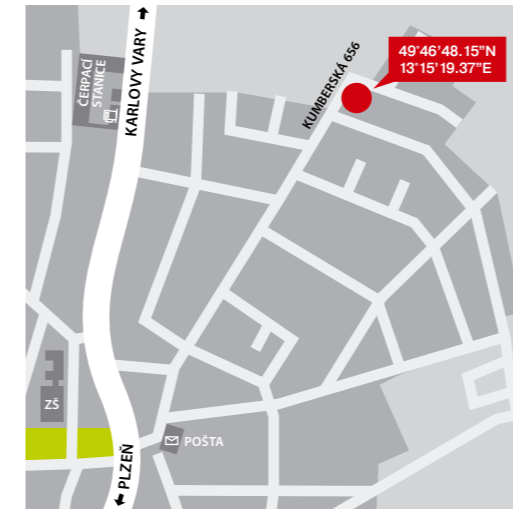 49°46'48.15"N
13°15'19.37"E
KUMBERSKÁ 656
ČERPACÍ
STANICE
KARLOVY VARY
ZŠ
POŠTA
PLZEŇ